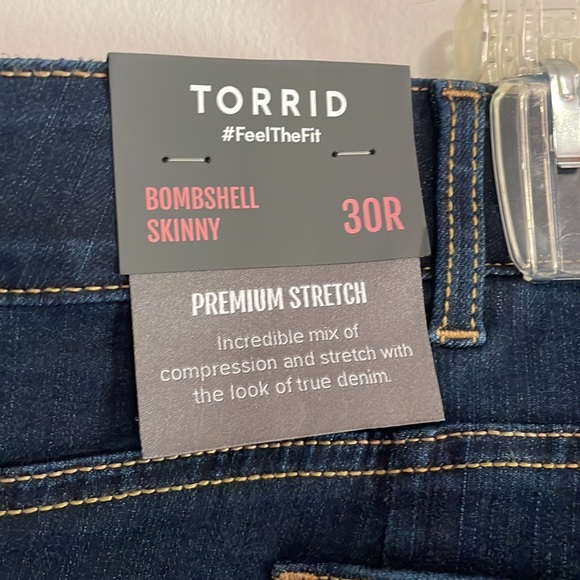 TORRID
#FeelTheFit
BOMBSHELL
SKINNY
30R
PREMIUM STRETCH
Incredible mix of
compression and stretch with
the look of true denim.